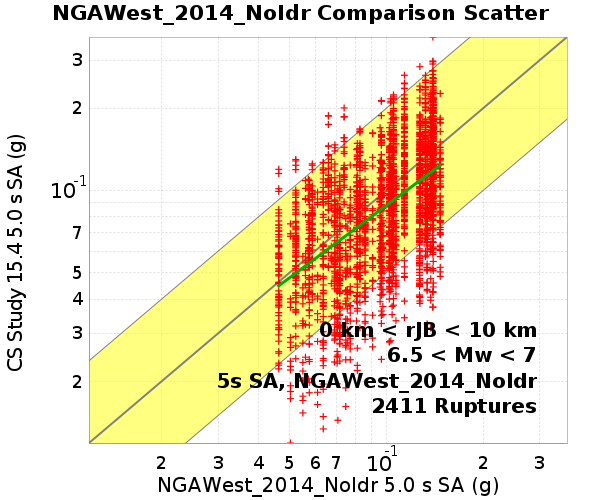 NGAWest_2014_NoIdr Comparison Scatter
CS Study 15.4 5.0 s SA (g)
3
2
10-1
7
5
4
3
2
0 km < rJB < 10 km
6.5 < Mw < 7
5s SA, NGAWest_2014_NoIdr
2411 Ruptures
2 3 4 5 6 7 10-1 2 3
NGAWest_2014_NoIdr 5.0 s SA (g)